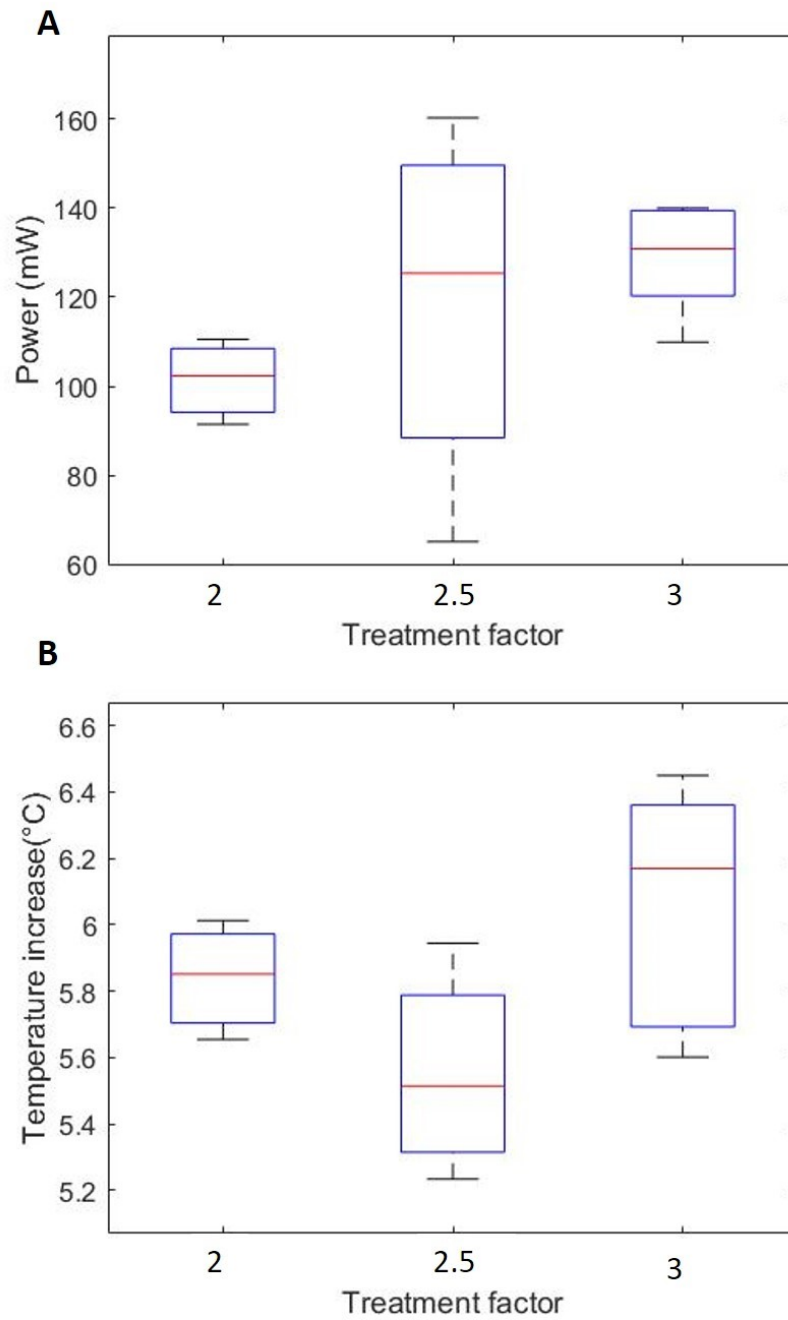 A
160
140
120
100
80
60
Power (mW)
2 2.5 3
Treatment factor
B
6.6
6.4
6.2
6
5.8
5.6
5.4
5.2
Temperature increase(°C)
2 2.5 3
Treatment factor